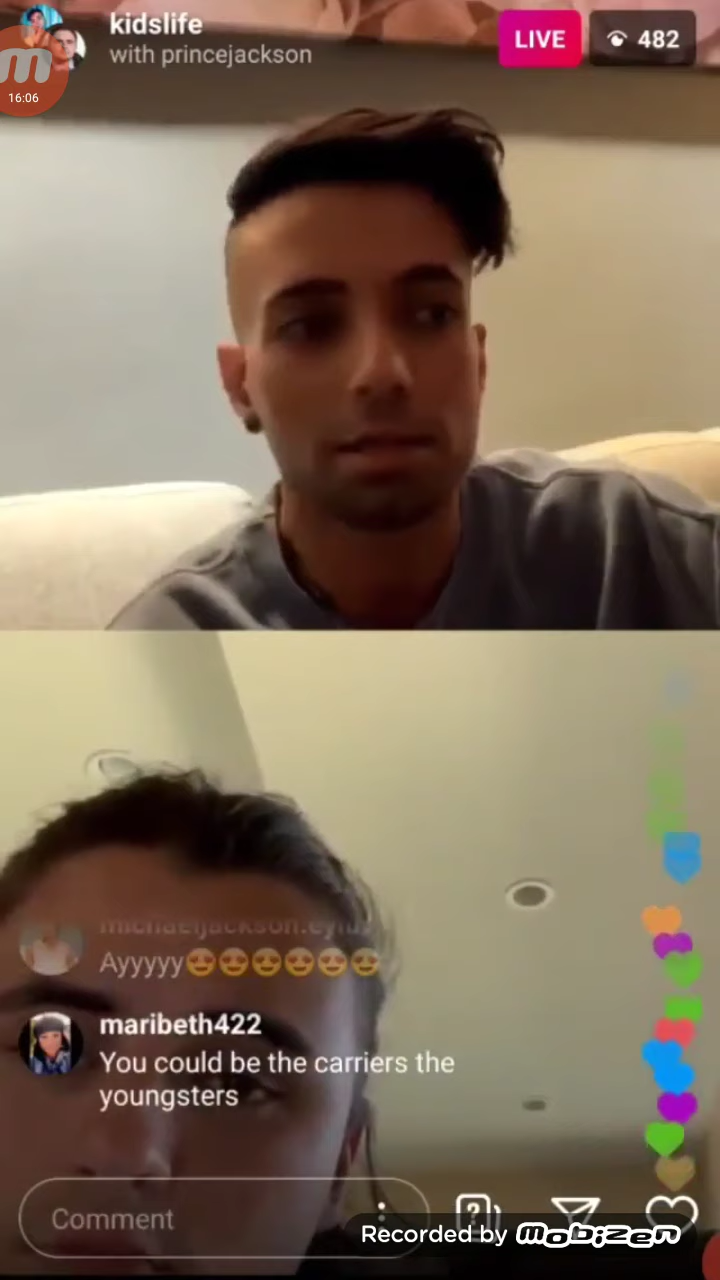 kidslife
with princejackson
LIVE
482
m
16:06
Ayyyyy😍😍😍😍😍😍
maribeth422
You could be the carriers the
youngsters
Comment
Recorded by mobizen